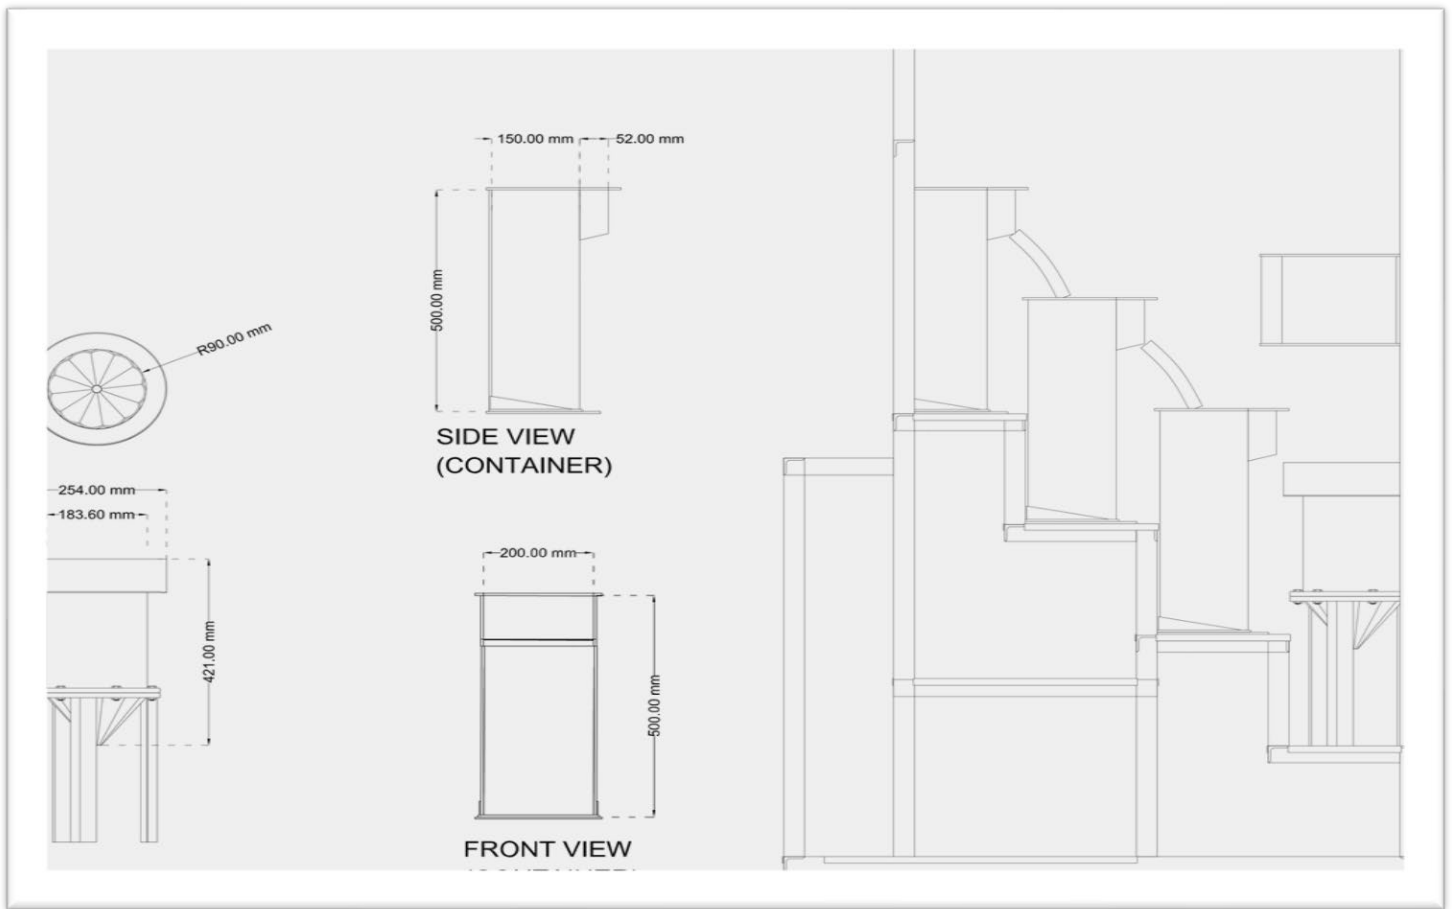 150.00 mm
52.00 mm
500.00 mm
R90.00 mm
SIDE VIEW
(CONTAINER)
254.00 mm
183.60 mm
421.00 mm
200.00 mm
500.00 mm
FRONT VIEW